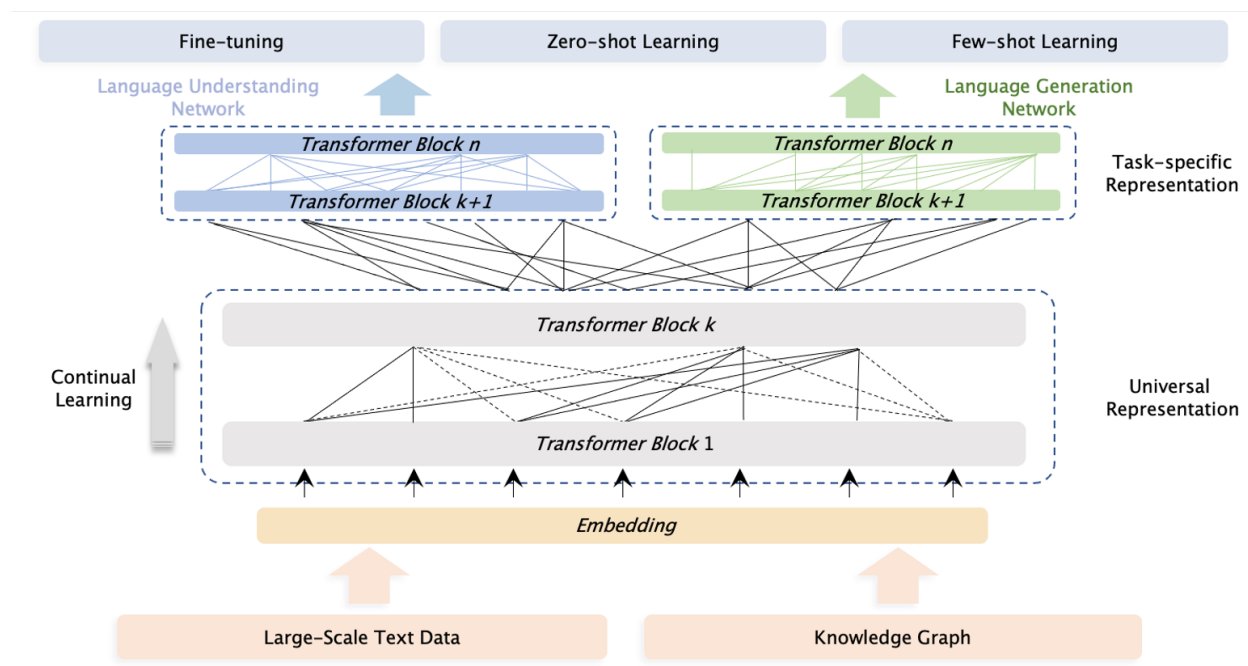 Fine-tuning
Zero-shot Learning
Few-shot Learning
Language Understanding
Network
Language Generation
Network
Transformer Block n
Transformer Block n
Task-specific
Representation
Transformer Block k+1
Transformer Block k+1
Transformer Block k
Continual
Learning
Universal
Representation
Transformer Block 1
Embedding
Large-Scale Text Data
Knowledge Graph